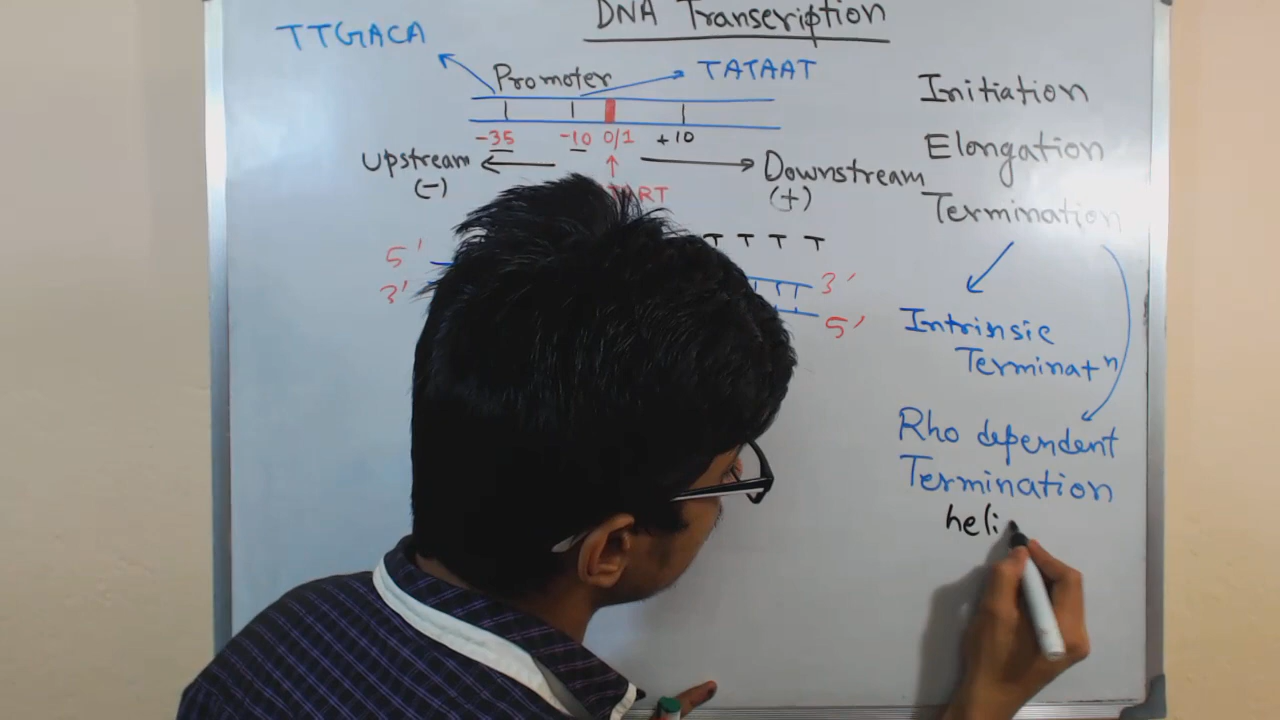 DNA Transcription
TTGACA
Promoter
TATAAT
-35 -10 0/1 +10
Upstream
(-)
Downstream
(+)
T T T T
5' 3'
3' 5'
Initiation
Elongation
Termination
Intrinsic
Terminatn
Rho dependent
Termination
heli